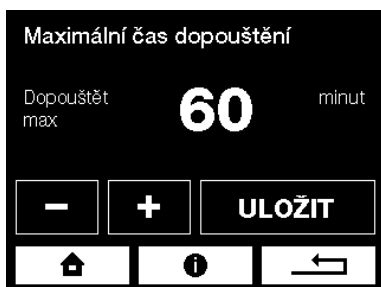 Maximální čas dopouštění
Dopouštět max
60
minut
− +
ULOŽIT